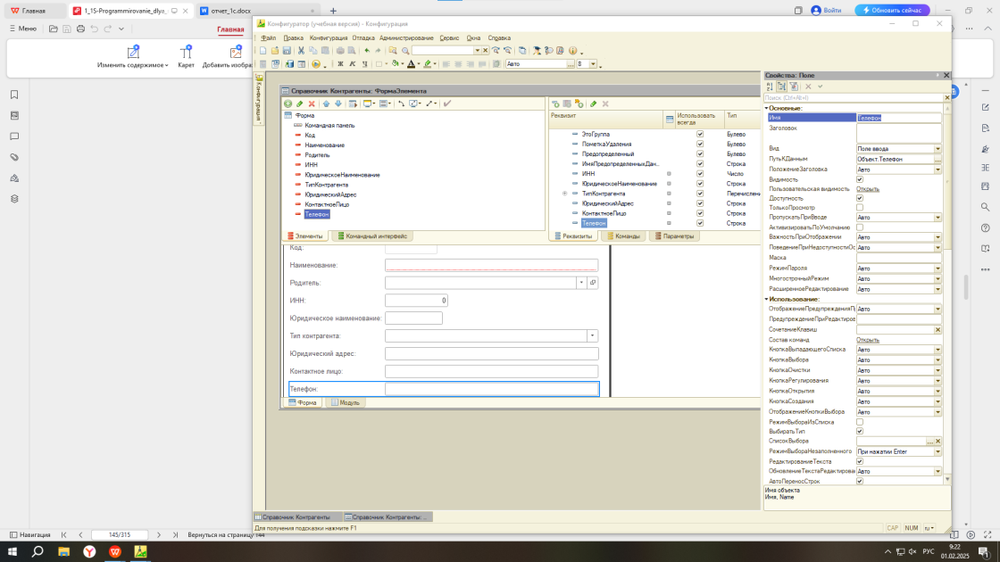 Главная
1_1S-Programmirovanie_dlya_
отчет_1с.docx
Войти
Обновить сейчас
Меню
Главная
Изменить содержимое
Карет
Добавить изобра
Конфигуратор (учебная версия) - Конфигурация
Файл Правка Конфигурация Отладка Администрирование Сервис Окна Справка
Ж К Ч
Авто
8
Конфигурация
Справочник Контрагенты: ФормаЭлемента
Форма
Командная панель
Код
Наименование
Родитель
ИНН
ЮридическоеНаименование
ТипКонтрагента
ЮридическийАдрес
КонтактноеЛицо
Телефон
Элементы
Командный интерфейс
Реквизит Использовать всегда Тип
ЭтоГруппа Булево
ПометкаУдаления Булево
Предопределенный Булево
ИмяПредопределенныхДан... Строка
ИНН Число
ЮридическоеНаименование Строка
ТипКонтрагента Перечислени
ЮридическийАдрес Строка
КонтактноеЛицо Строка
Телефон Строка
Реквизиты
Команды
Параметры
Код:
Наименование:
Родитель:
ИНН: 0
Юридическое наименование:
Тип контрагента:
Юридический адрес:
Контактное лицо:
Телефон:
Форма
Модуль
Свойства: Поле
Поиск (Ctrl+Alt+I)
Основные:
Имя Телефон
Заголовок
Вид Поле ввода
ПутьКДанным Объект.Телефон
ПоложениеЗаголовка Авто
Видимость
Пользовательская видимость Открыть
Доступность
ТолькоПросмотр
ПропускатьПриВводе Авто
АктивизироватьПоУмолчанию
ВажностьПриОтображении Авто
ПоведениеПриНедоступностиОс Авто
Маска
РежимПароля Авто
МногострочныйРежим Авто
РасширенноеРедактирование Авто
Использование:
ОтображениеПредупрежденияП Авто
ПредупреждениеПриРедактиров
СочетаниеКлавиш
Состав команд Открыть
КнопкаВыпадающегоСписка Авто
КнопкаВыбора Авто
КнопкаОчистки Авто
КнопкаРегулирования Авто
КнопкаОткрытия Авто
КнопкаСоздания Авто
ОтображениеКнопкиВыбора Авто
РежимВыбораИзСписка
ВыбиратьТип
СписокВыбора
РежимВыбораНезаполненного При нажатии Enter
РедактированиеТекста
ОбновлениеТекстаРедактирова Авто
АвтоПереносСтрок
Имя объекта
Имя, Name
Справочник Контрагенты
Справочник Контрагенты: ...
Для получения подсказки нажмите F1
CAP NUM ru
Навигация
145/315
Вернуться на страницу 144
РУС
9:22
01.02.2025